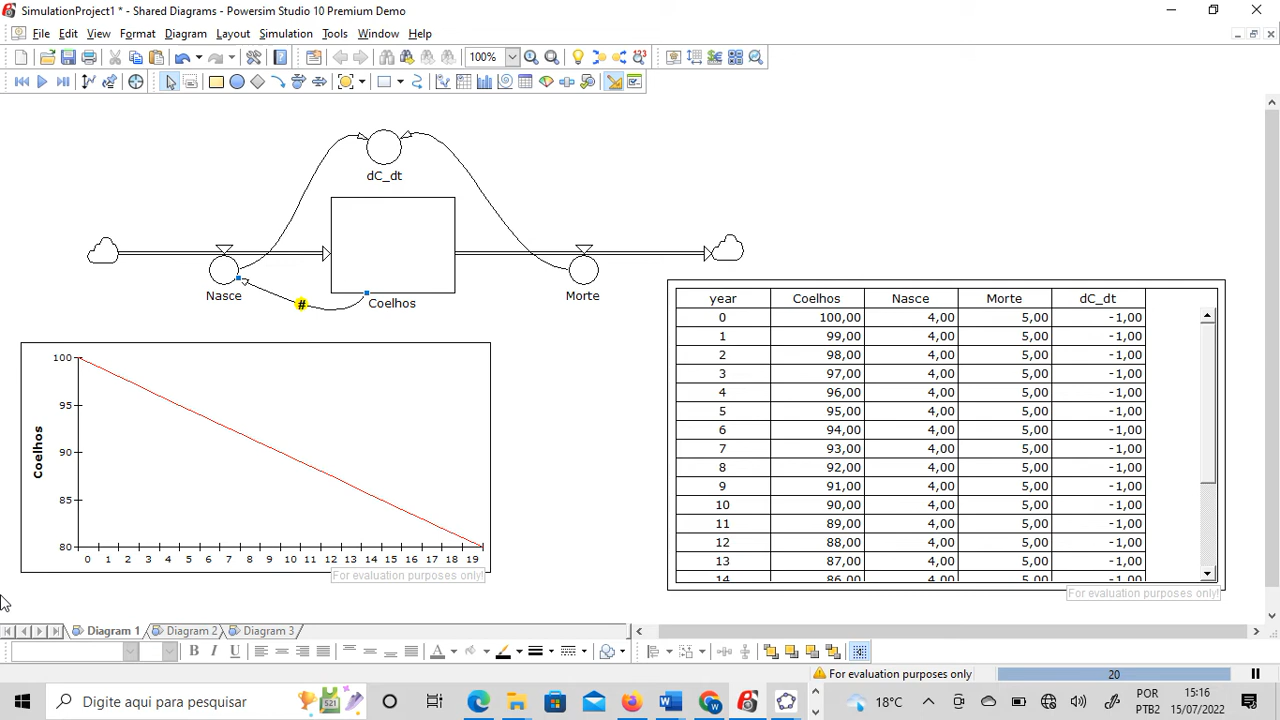 SimulationProject1 * - Shared Diagrams - Powersim Studio 10 Premium Demo
File Edit View Format Diagram Layout Simulation Tools Window Help
100%
dC_dt
Nasce
Coelhos
Morte
#
year Coelhos Nasce Morte dC_dt
0 100,00 4,00 5,00 -1,00
1 99,00 4,00 5,00 -1,00
2 98,00 4,00 5,00 -1,00
3 97,00 4,00 5,00 -1,00
4 96,00 4,00 5,00 -1,00
5 95,00 4,00 5,00 -1,00
6 94,00 4,00 5,00 -1,00
7 93,00 4,00 5,00 -1,00
8 92,00 4,00 5,00 -1,00
9 91,00 4,00 5,00 -1,00
10 90,00 4,00 5,00 -1,00
11 89,00 4,00 5,00 -1,00
12 88,00 4,00 5,00 -1,00
13 87,00 4,00 5,00 -1,00
14 86,00 4,00 5,00 -1,00
For evaluation purposes only!
100
95
90
85
80
Coelhos
0 1 2 3 4 5 6 7 8 9 10 11 12 13 14 15 16 17 18 19
For evaluation purposes only!
Diagram 1 Diagram 2 Diagram 3
B I U A
For evaluation purposes only 20
Digite aqui para pesquisar
521
18°C
POR
PTB2
15:16
15/07/2022